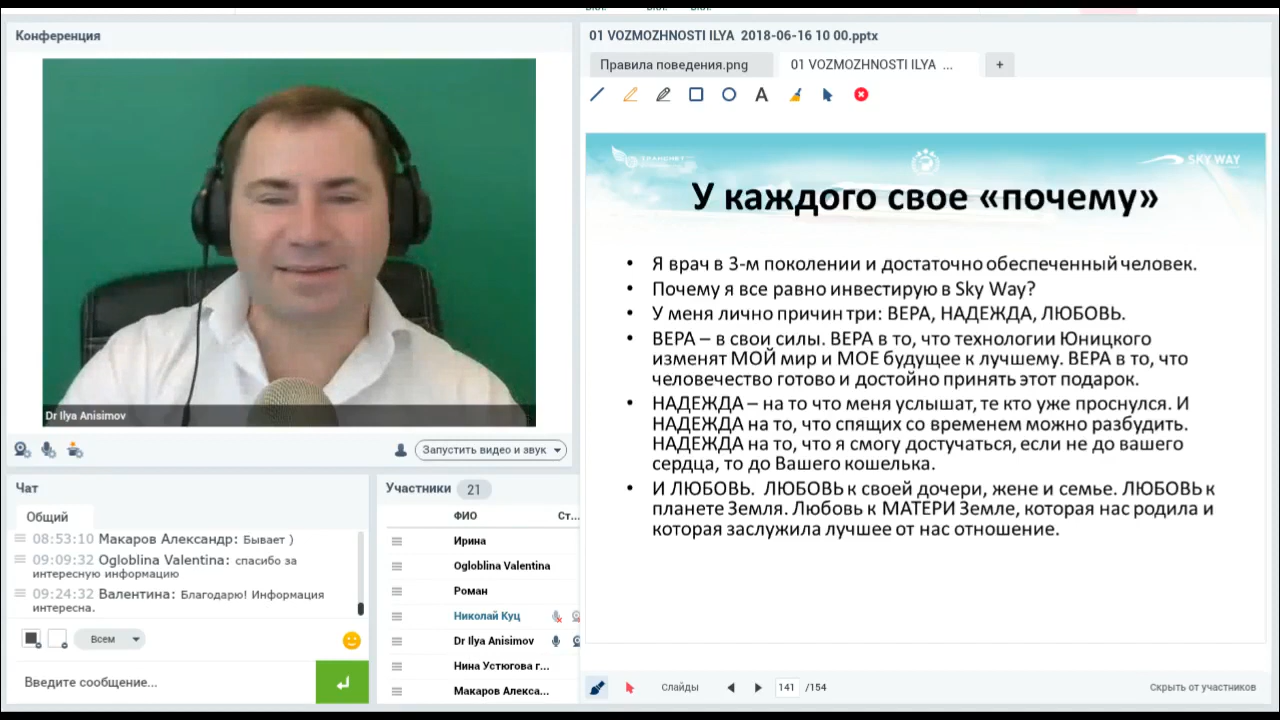 Конференция
Dr Ilya Anisimov
Запустить видео и звук
Чат
Общий
08:53:10 Макаров Александр: Бывает )
09:09:32 Ogloblina Valentina: спасибо за
интересную информацию
09:24:32 Валентина: Благодарю! Информация
интересна.
Всем
Введите сообщение...
Участники 21
ФИО Ст...
Ирина
Ogloblina Valentina
Роман
Николай Куц
Dr Ilya Anisimov
Нина Устюгова г...
Макаров Алекса...
01 VOZMOZHNOSTI ILYA 2018-06-16 10 00.pptx
Правила поведения.png
01 VOZMOZHNOSTI ILYA ...
+
A
ТРАНСНЕТ
SKY WAY
У каждого свое «почему»
• Я врач в 3-м поколении и достаточно обеспеченный человек.
• Почему я все равно инвестирую в Sky Way?
• У меня лично причин три: ВЕРА, НАДЕЖДА, ЛЮБОВЬ.
• ВЕРА – в свои силы. ВЕРА в то, что технологии Юницкого
изменят МОЙ мир и МОЕ будущее к лучшему. ВЕРА в то, что
человечество готово и достойно принять этот подарок.
• НАДЕЖДА – на то что меня услышат, те кто уже проснулся. И
НАДЕЖДА на то, что спящих со временем можно разбудить.
НАДЕЖДА на то, что я смогу достучаться, если не до вашего
сердца, то до Вашего кошелька.
• И ЛЮБОВЬ. ЛЮБОВЬ к своей дочери, жене и семье. ЛЮБОВЬ к
планете Земля. Любовь к МАТЕРИ Земле, которая нас родила и
которая заслужила лучшее от нас отношение.
Слайды
141 /154
Скрыть от участников